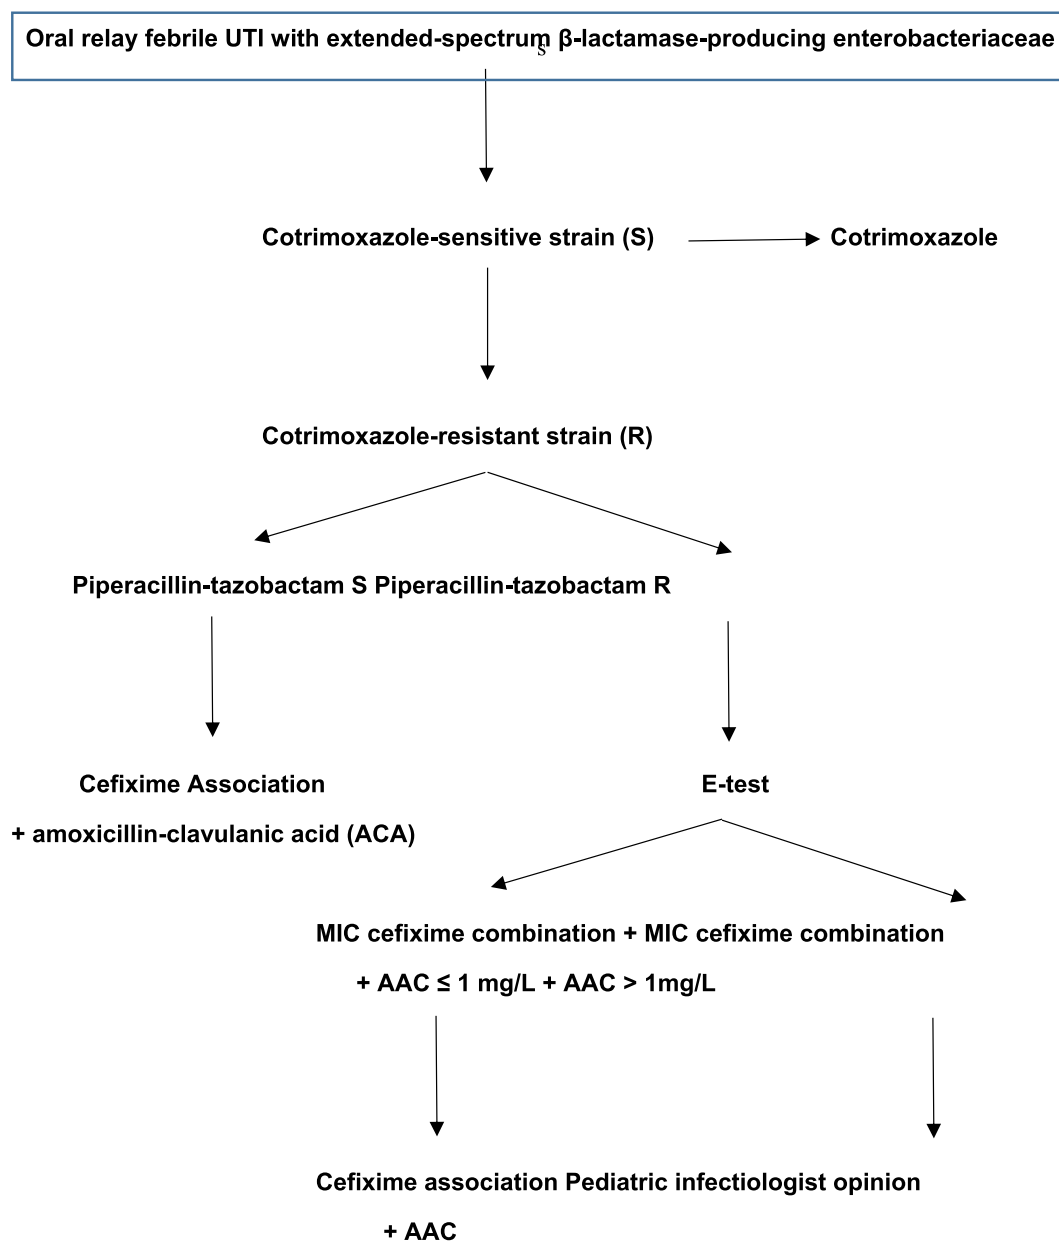 Oral relay febrile UTI with extended-spectrum β-lactamase-producing enterobacteriaceae
s
Cotrimoxazole-sensitive strain (S) Cotrimoxazole
Cotrimoxazole-resistant strain (R)
Piperacillin-tazobactam S Piperacillin-tazobactam R
Cefixime Association E-test
+ amoxicillin-clavulanic acid (ACA)
MIC cefixime combination + MIC cefixime combination
+ AAC ≤ 1 mg/L + AAC > 1mg/L
Cefixime association Pediatric infectiologist opinion
+ AAC